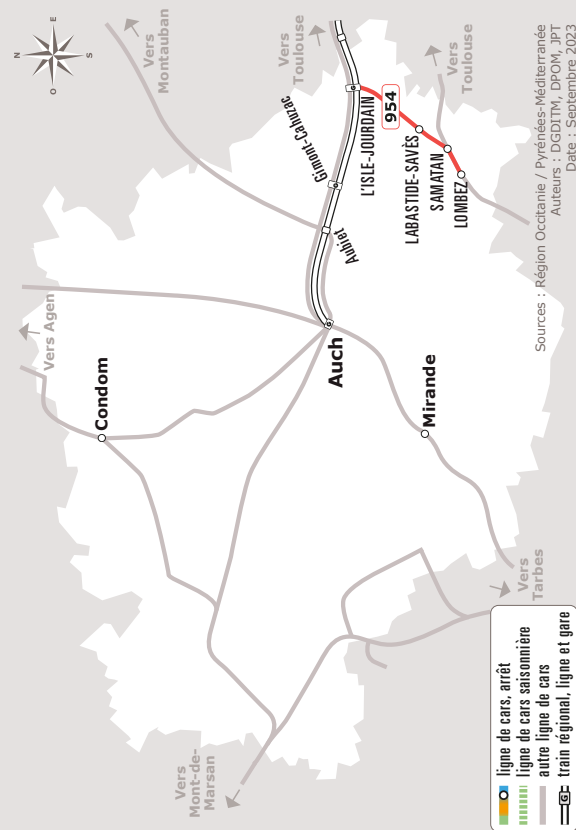 N
E
S
O
Vers
Montauban
Vers
Toulouse
Vers Agen
Gimont-Cahuzac
L'ISLE-JOURDAIN
954
Aubiet
LABASTIDE-SAVÈS
SAMATAN
LOMBEZ
Vers
Toulouse
Condom
Auch
Mirande
Vers
Mont-de-
Marsan
Vers
Tarbes
ligne de cars, arrêt
ligne de cars saisonnière
autre ligne de cars
G train régional, ligne et gare
Sources : Région Occitanie / Pyrénées-Méditerranée
Auteurs : DGDITM, DPOM, JPT
Date : Septembre 2023